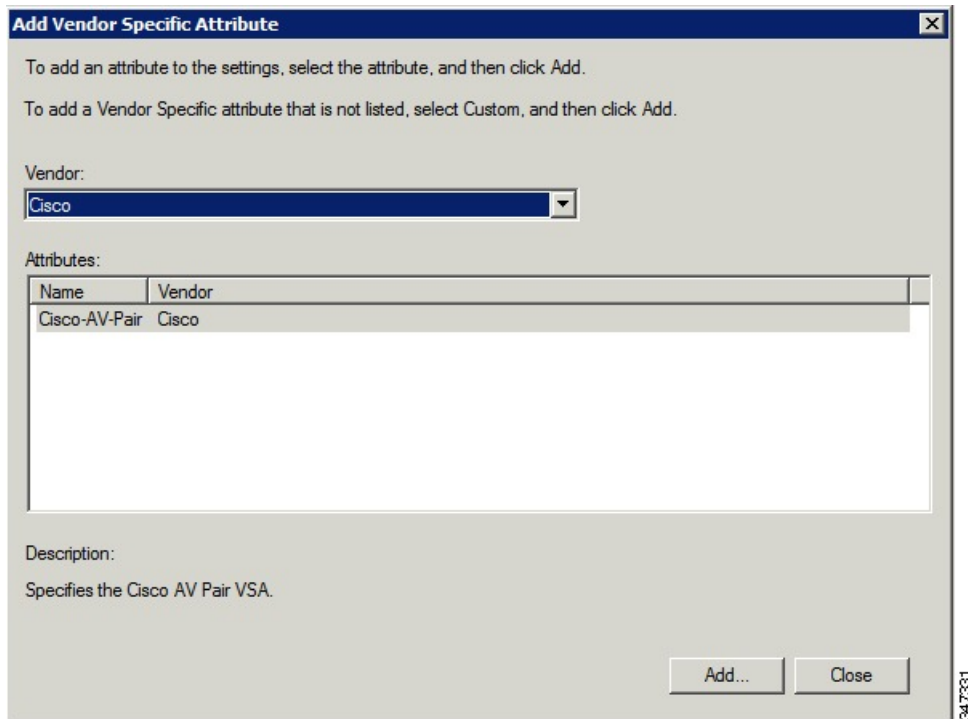 Add Vendor Specific Attribute
To add an attribute to the settings, select the attribute, and then click Add.
To add a Vendor Specific attribute that is not listed, select Custom, and then click Add.
Vendor:
Cisco
Attributes:
Name Vendor
Cisco-AV-Pair Cisco
Description:
Specifies the Cisco AV Pair VSA.
Add... Close
347331